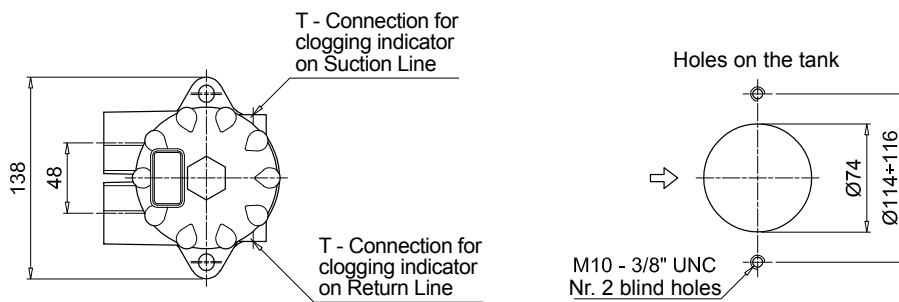 T - Connection for
clogging indicator
on Suction Line
138
48
T - Connection for
clogging indicator
on Return Line
Holes on the tank
Ø74
Ø114÷116
M10 - 3/8" UNC
Nr. 2 blind holes